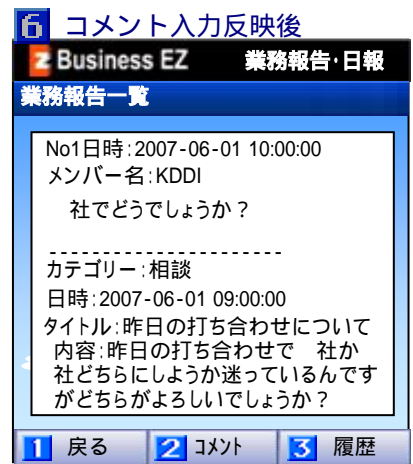 6 コメント入力反映後
Business EZ 業務報告・日報
業務報告一覧
No1日時:2007-06-01 10:00:00
メンバー名:KDDI
社でどうでしょうか？
----------------------
カテゴリー:相談
日時:2007-06-01 09:00:00
タイトル:昨日の打ち合わせについて
内容:昨日の打ち合わせで　社か
社どちらにしようか迷っているんです
がどちらがよろしいでしょうか？
1 戻る 2 コメント 3 履歴